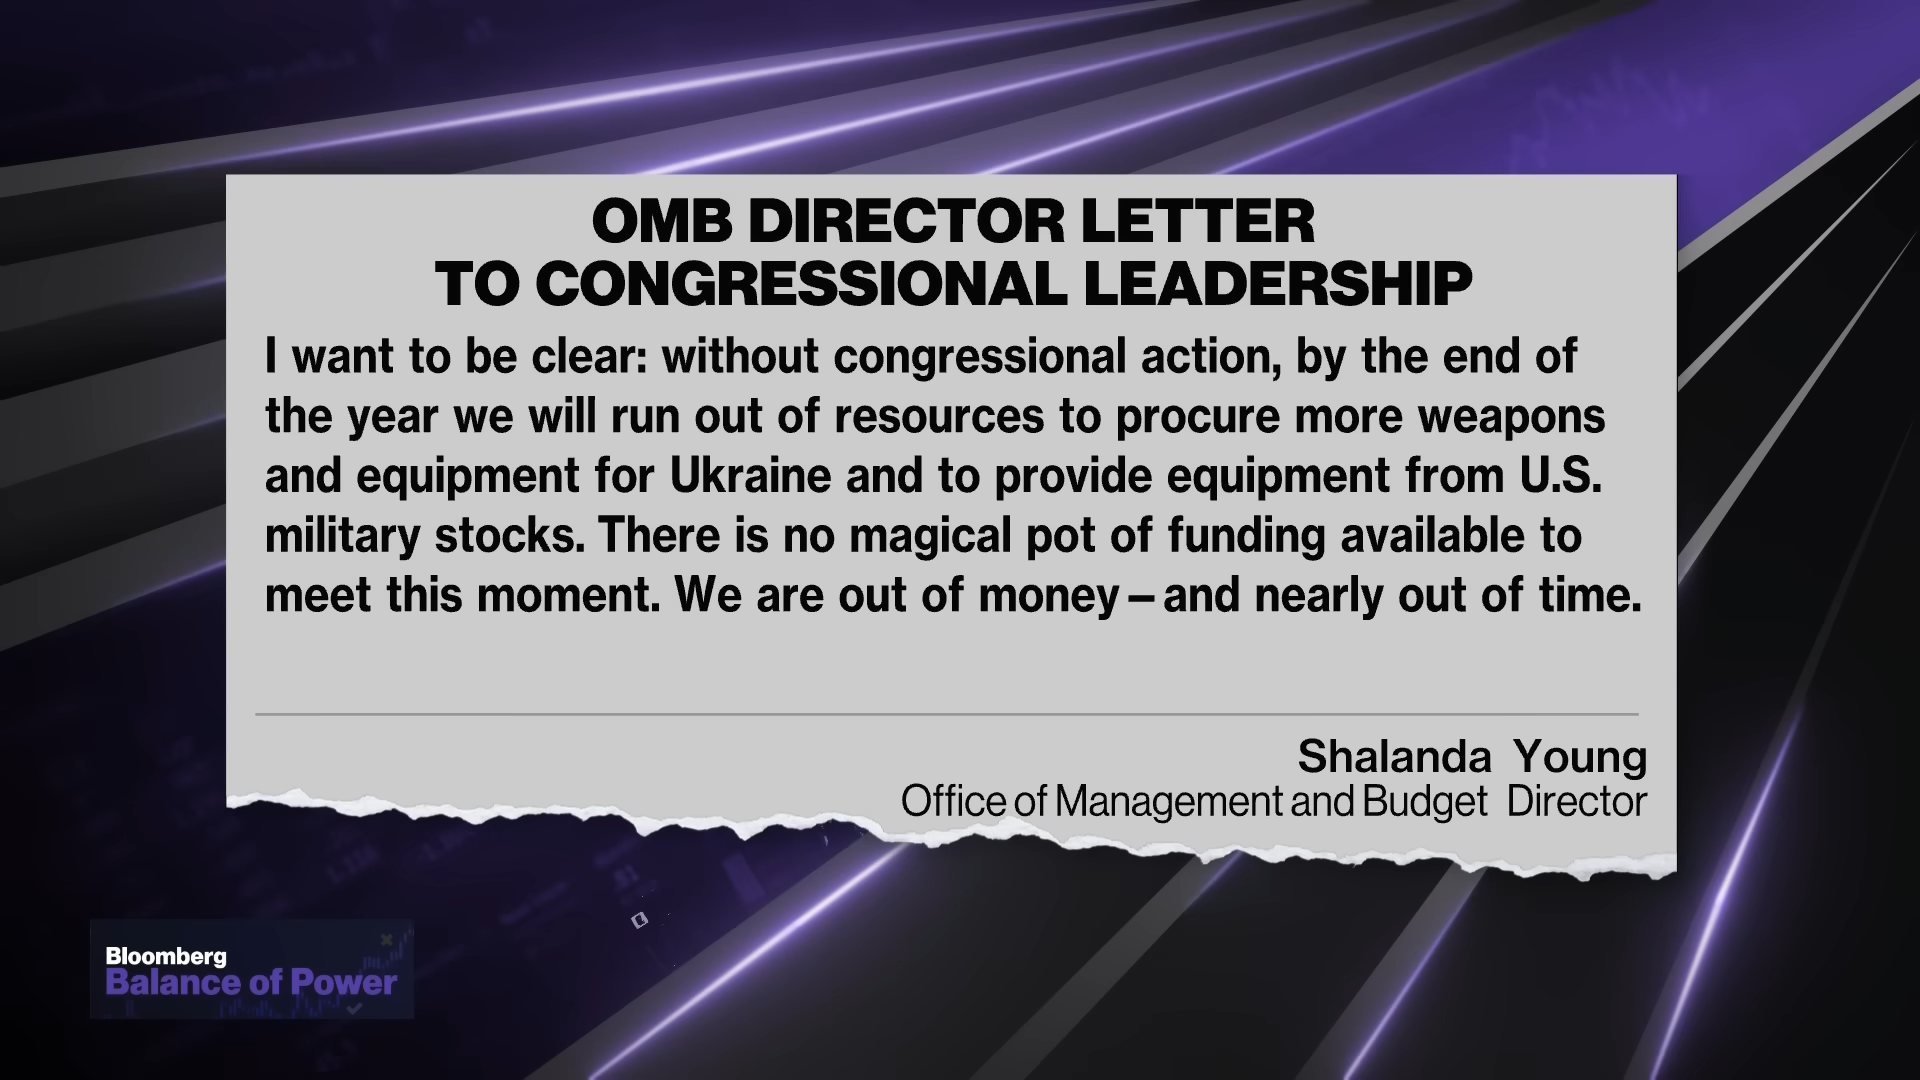 OMB DIRECTOR LETTER
TO CONGRESSIONAL LEADERSHIP
I want to be clear: without congressional action, by the end of
the year we will run out of resources to procure more weapons
and equipment for Ukraine and to provide equipment from U.S.
military stocks. There is no magical pot of funding available to
meet this moment. We are out of money – and nearly out of time.
Shalanda Young
Office of Management and Budget Director
Bloomberg
Balance of Power